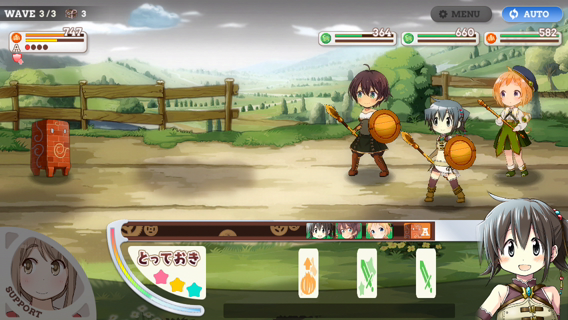 WAVE 3/3 3
MENU
AUTO
747
A
364
660
582
A
とっておき
SUPPORT